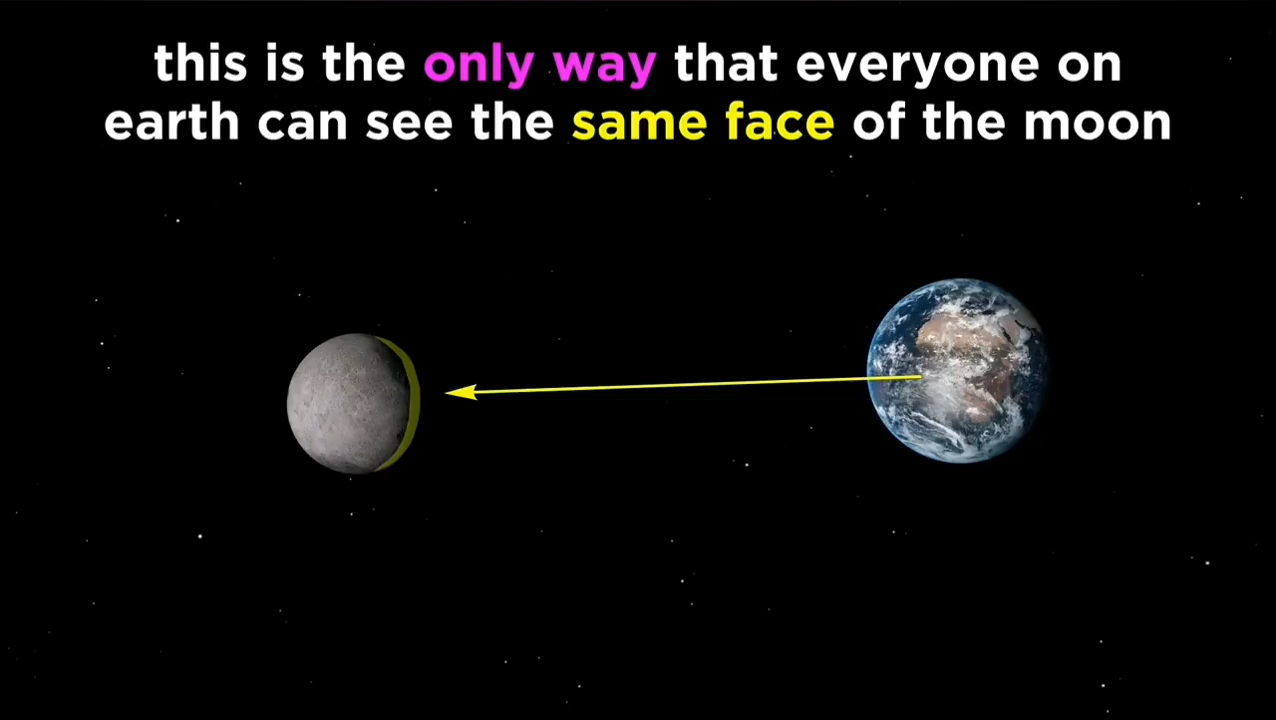 this is the only way that everyone on
earth can see the same face of the moon